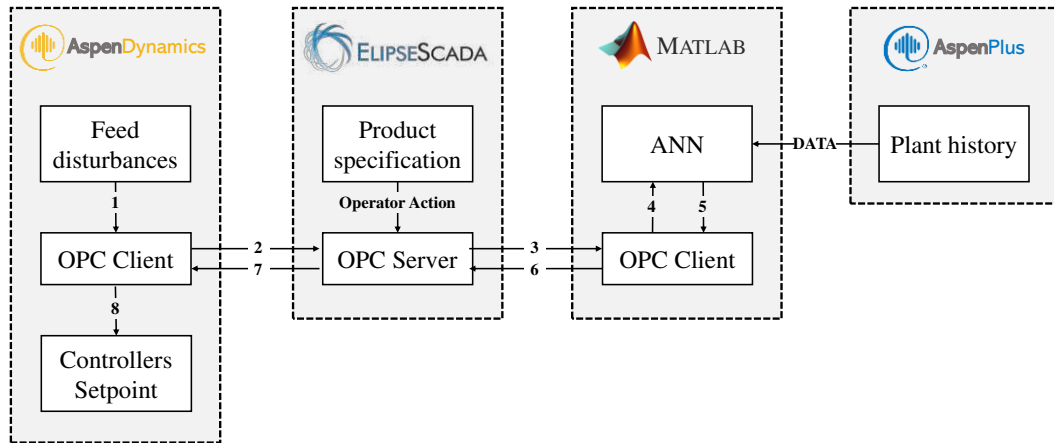 AspenDynamics
ELIPSESCADA
MATLAB
AspenPlus
Feed
disturbances
Product
specification
ANN
DATA
Plant history
1
Operator Action
4
5
OPC Client
2
7
OPC Server
3
6
OPC Client
8
Controllers
Setpoint